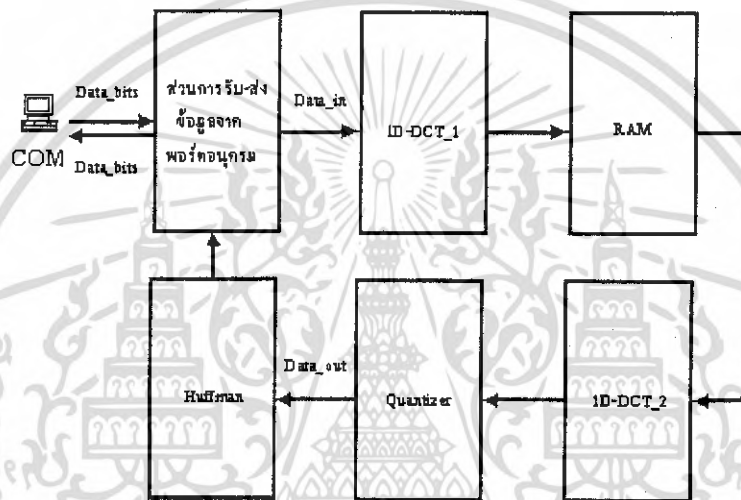 Data_bits
COM
Data_bits
ส่วนการรับ-ส่ง
ข้อมูลจาก
พอร์ตอนุกรม
Data_in
1D-DCT_1
RAM
Huffman
Data_out
Quantizer
1D-DCT_2